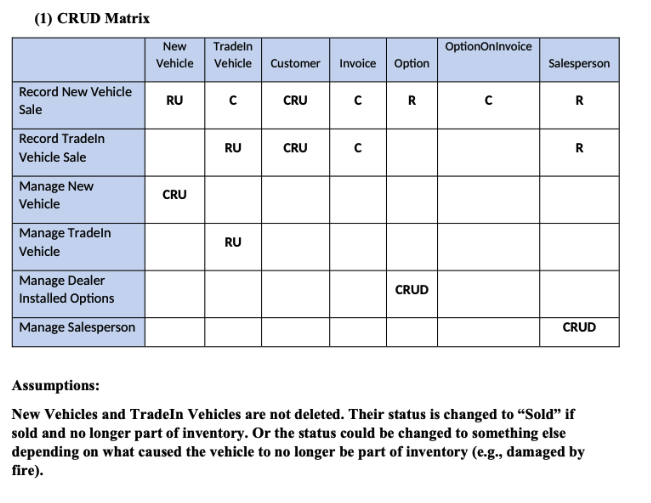 (1) CRUD Matrix
New Vehicle TradeIn Vehicle Customer Invoice Option OptionOnInvoice Salesperson
Record New Vehicle Sale RU C CRU C R C R
Record TradeIn Vehicle Sale RU CRU C R
Manage New Vehicle CRU
Manage TradeIn Vehicle RU
Manage Dealer Installed Options CRUD
Manage Salesperson CRUD
Assumptions:
New Vehicles and TradeIn Vehicles are not deleted. Their status is changed to “Sold” if
sold and no longer part of inventory. Or the status could be changed to something else
depending on what caused the vehicle to no longer be part of inventory (e.g., damaged by
fire).